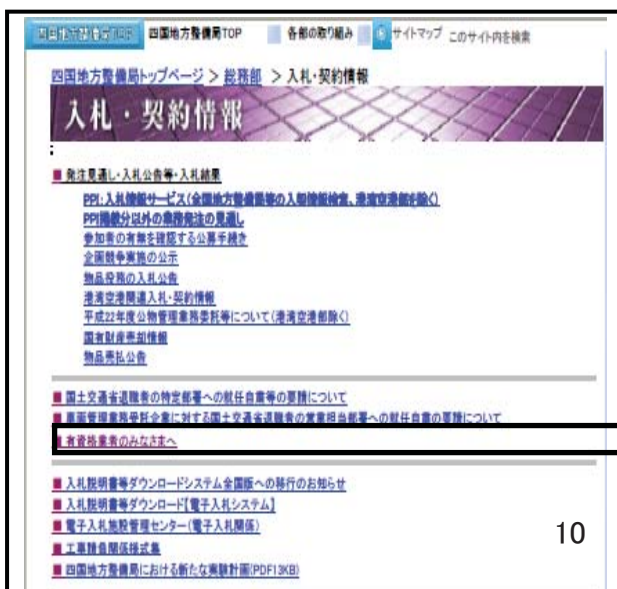 四国地方整備局TOP 四国地方整備局TOP 各部の取り組み サイトマップ このサイト内を検索
四国地方整備局トップページ > 総務部 > 入札・契約情報
入札・契約情報
;
■ 発注見通し・入札公告等・入札結果
PPI:入札情報サービス(全国地方整備局等の入契情報検索、港湾空港部を除く)
PPI掲載分以外の業務発注の見通し
参加者の有無を確認する公募手続き
企画競争実施の公示
物品役務の入札公告
港湾空港関連入札・契約情報
平成22年度公物管理業務委託等について(港湾空港部除く)
国有財産売却情報
物品売払公告
■ 国土交通省退職者の特定部署への就任自粛等の要請について
■ 車両管理業務受託企業に対する国土交通省退職者の営業担当部署への就任自粛の要請について
■ 有資格業者のみなさまへ
■ 入札説明書等ダウンロードシステム全国版への移行のお知らせ
■ 入札説明書等ダウンロード【電子入札システム】
■ 電子入札施設管理センター(電子入札関係)
■ 工事請負関係様式集
■ 四国地方整備局における新たな実験計画(PDF13KB)
10